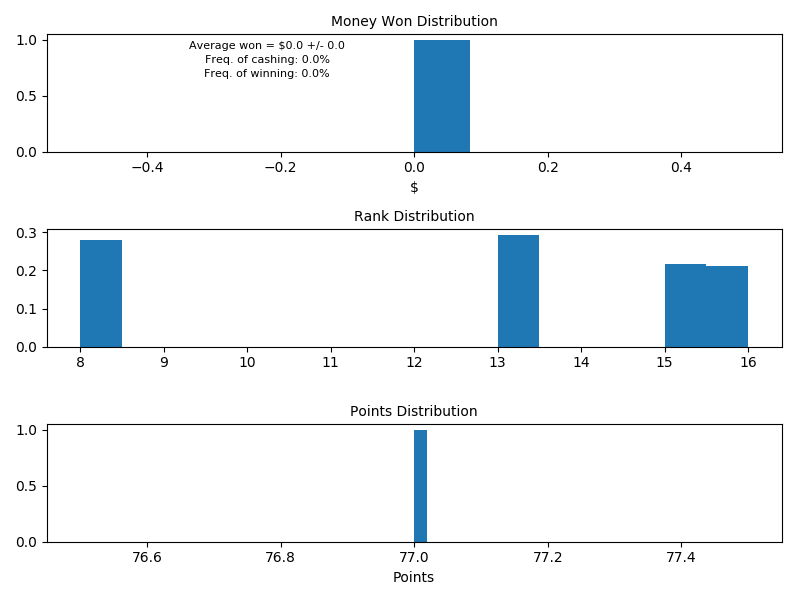 Money Won Distribution
Average won = $0.0 +/- 0.0
Freq. of cashing: 0.0%
Freq. of winning: 0.0%
1.0
0.5
0.0
−0.4 −0.2 0.0 0.2 0.4
$
Rank Distribution
0.3
0.2
0.1
0.0
8 9 10 11 12 13 14 15 16
Points Distribution
1.0
0.5
0.0
76.6 76.8 77.0 77.2 77.4
Points